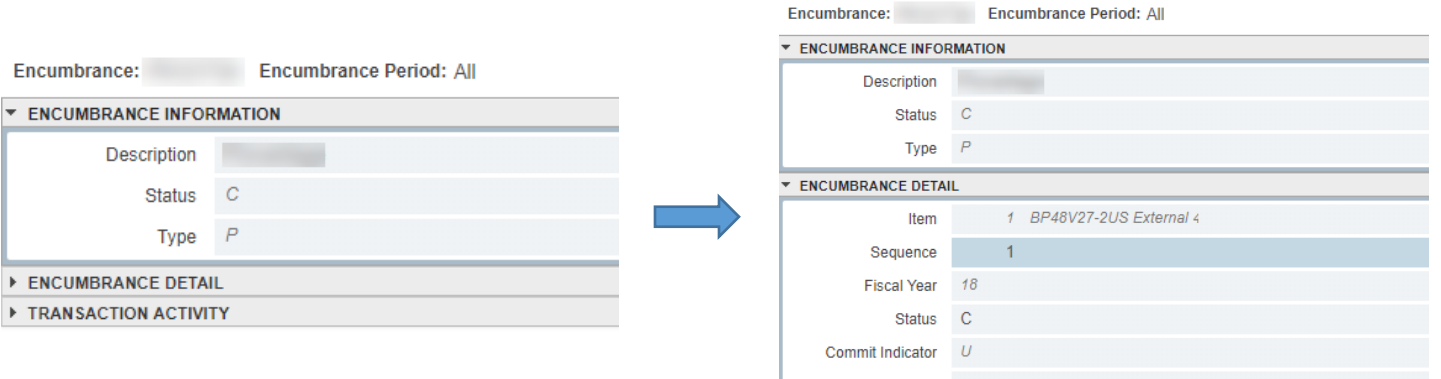 Encumbrance: Encumbrance Period: All
ENCUMBRANCE INFORMATION
Description
Status C
Type P
ENCUMBRANCE DETAIL
TRANSACTION ACTIVITY
Encumbrance: Encumbrance Period: All
ENCUMBRANCE INFORMATION
Description
Status C
Type P
ENCUMBRANCE DETAIL
Item 1 BP48V27-2US External 4
Sequence 1
Fiscal Year 18
Status C
Commit Indicator U